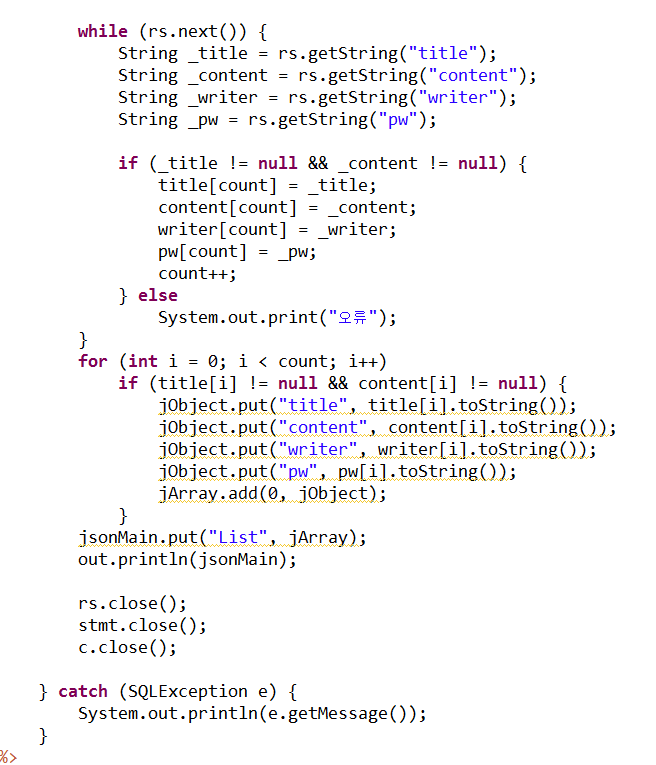 while (rs.next()) {
String _title = rs.getString("title");
String _content = rs.getString("content");
String _writer = rs.getString("writer");
String _pw = rs.getString("pw");
if (_title != null && _content != null) {
title[count] = _title;
content[count] = _content;
writer[count] = _writer;
pw[count] = _pw;
count++;
} else
System.out.print("오류");
}
for (int i = 0; i < count; i++)
if (title[i] != null && content[i] != null) {
jObject.put("title", title[i].toString());
jObject.put("content", content[i].toString());
jObject.put("writer", writer[i].toString());
jObject.put("pw", pw[i].toString());
jArray.add(0, jObject);
}
jsonMain.put("List", jArray);
out.println(jsonMain);
rs.close();
stmt.close();
c.close();
} catch (SQLException e) {
System.out.println(e.getMessage());
}
%>